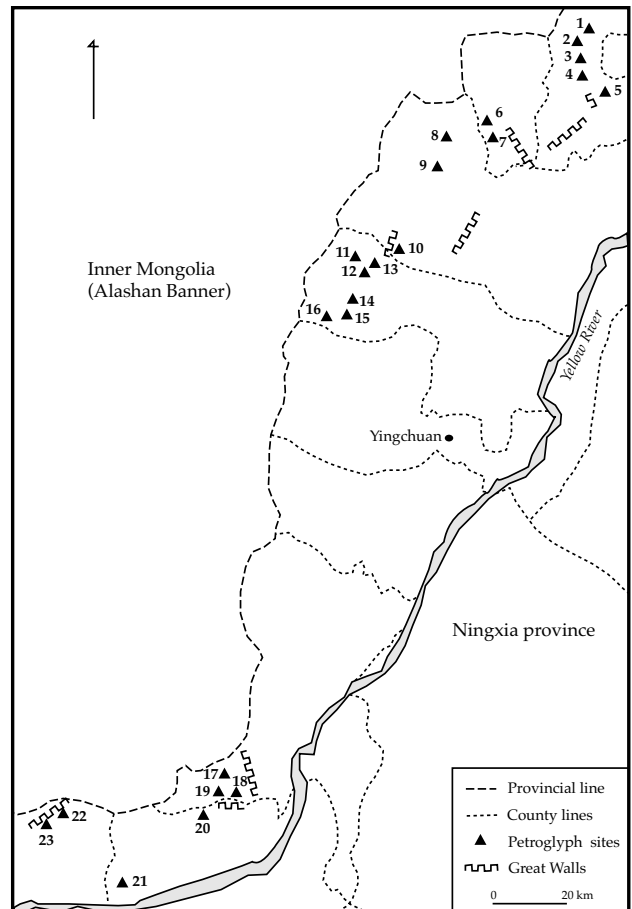 1
2
3
4
5
6
7
8
9
10
11
13
12
14
16
15
Inner Mongolia
(Alashan Banner)
Yellow River
Yingchuan
Ningxia province
17
18
19
20
22
23
21
Provincial line
County lines
Petroglyph sites
Great Walls
0 20 km